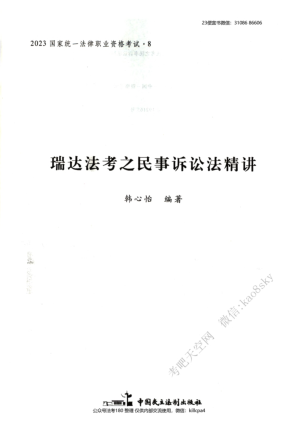 23很签书微信: 31086 86606
2023 国家统一法律职业资格考试·8
瑞达法考之民事诉讼法精讲
韩心怡 编著
考吧天空网 微信:kao8sky
中国民主法制出版社
公众号法考180 整理 仅供内部交流使用、微信: kilkpa4